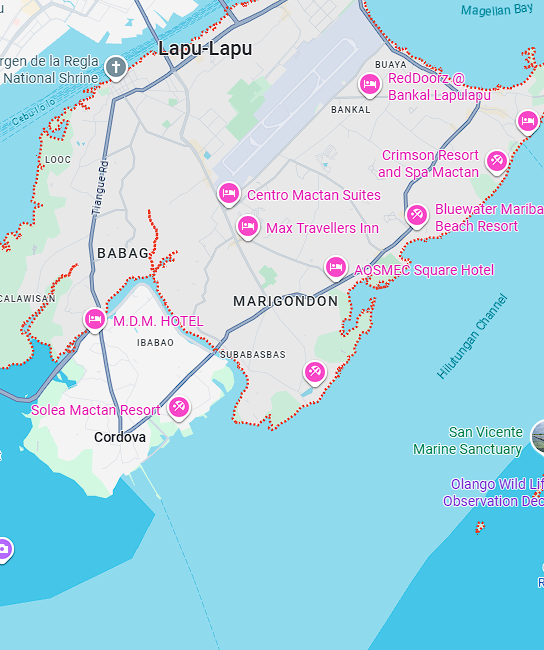 Magellan Bay
Lapu-Lapu
rgen de la Regla
National Shrine
BUAYA
RedDoorz @
Bankal Lapulapu
BANKAL
LOOC
Crimson Resort
and Spa Mactan
Tiangue Rd
Centro Mactan Suites
Bluewater Mariba
Beach Resort
Max Travellers Inn
BABAG
AQSMEC Square Hotel
CALAWISAN
MARIGONDON
Hilutungan Channel
M.D.M. HOTEL
IBABAO
SUBABASBAS
Solea Mactan Resort
Cordova
San Vicente
Marine Sanctuary
Olango Wild Lif
Observation Dec